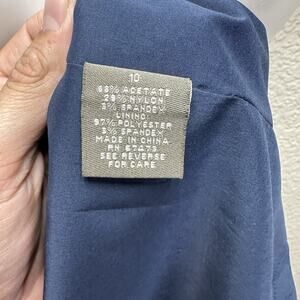 10
68% ACETATE
29% NYLON
3% SPANDEX
LINING:
97% POLYESTER
3% SPANDEX
MADE IN CHINA
RN 67473
SEE REVERSE
FOR CARE